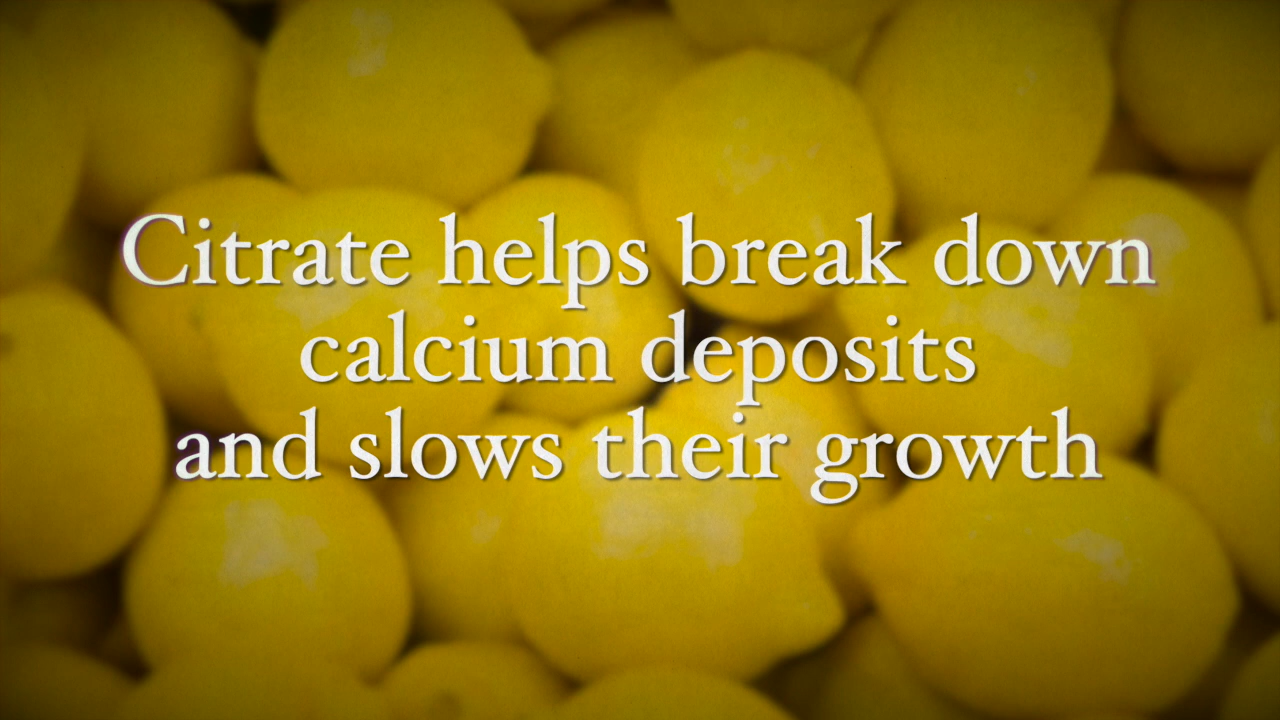 Citrate helps break down
calcium deposits
and slows their growth